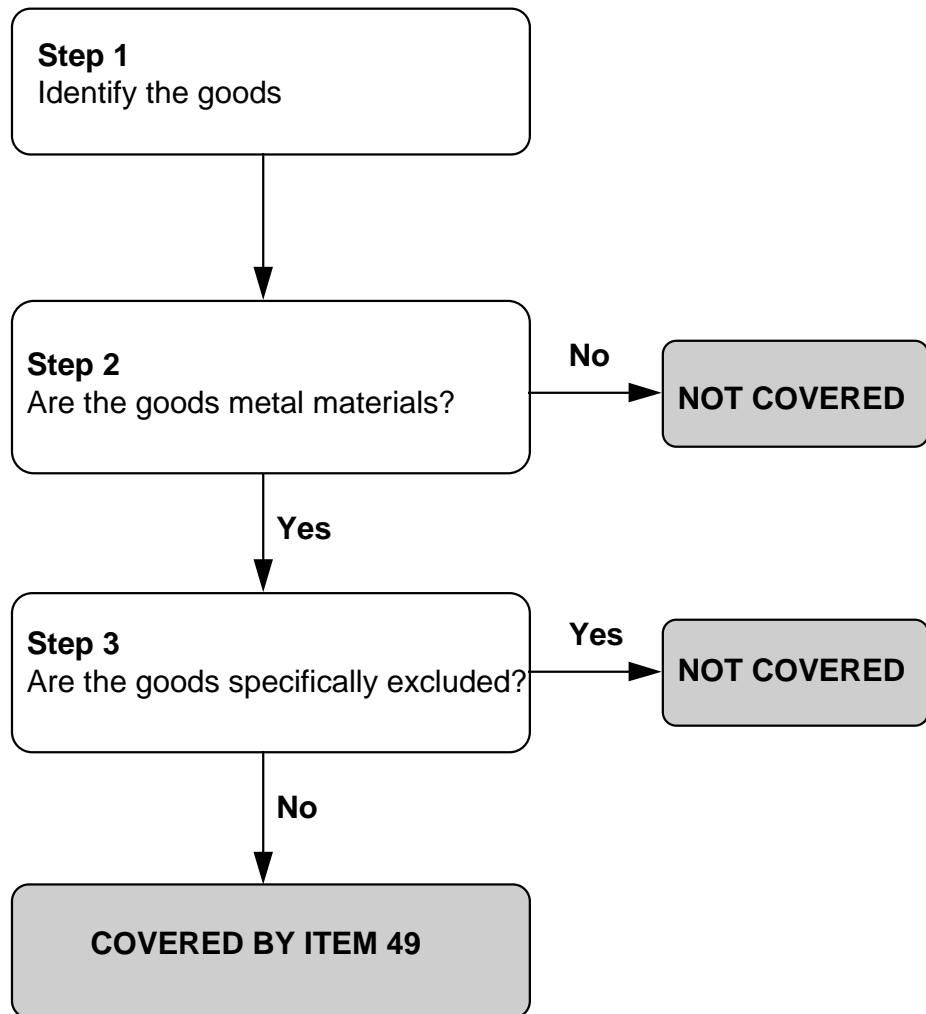 Step 1
Identify the goods
Step 2
Are the goods metal materials?
No
NOT COVERED
Yes
Step 3
Are the goods specifically excluded?
Yes
NOT COVERED
No
COVERED BY ITEM 49